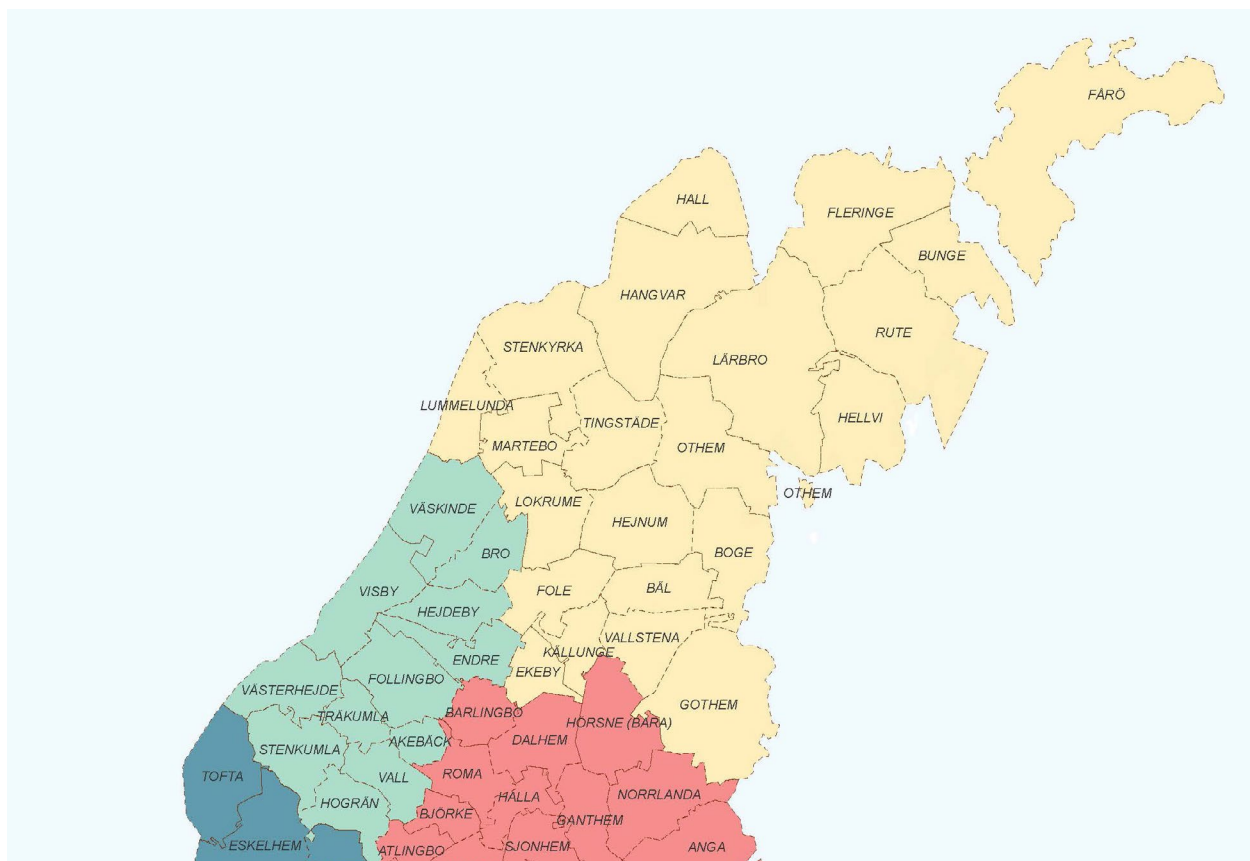 FÅRÖ
HALL
FLERINGE
BUNGE
HANGVAR
RUTE
STENKYRKA
LÄRBRO
LUMMELUNDA
HELLVI
TINGSTÄDE
MARTEBO
OTHEM
OTHEM
LOKRUME
VÄSKINDE
HEJNUM
BRO
BOGE
VISBY
FOLE
BÄL
HEJDEBY
VALLSTENA
KÄLLUNGE
ENDRE
EKEBY
FOLLINGBO
VÄSTERHEJDE
GOTHEM
TRÄKUMLA
BARLINGBO
HÖRSNE (BARA)
AKEBÄCK
DALHEM
STENKUMLA
TOFTA
VALL
ROMA
HALLA
NORRLANDA
HOGRÄN
BJÖRKE
GANTHEM
ESKELHEM
ATLINGBO
SJONHEM
ANGA